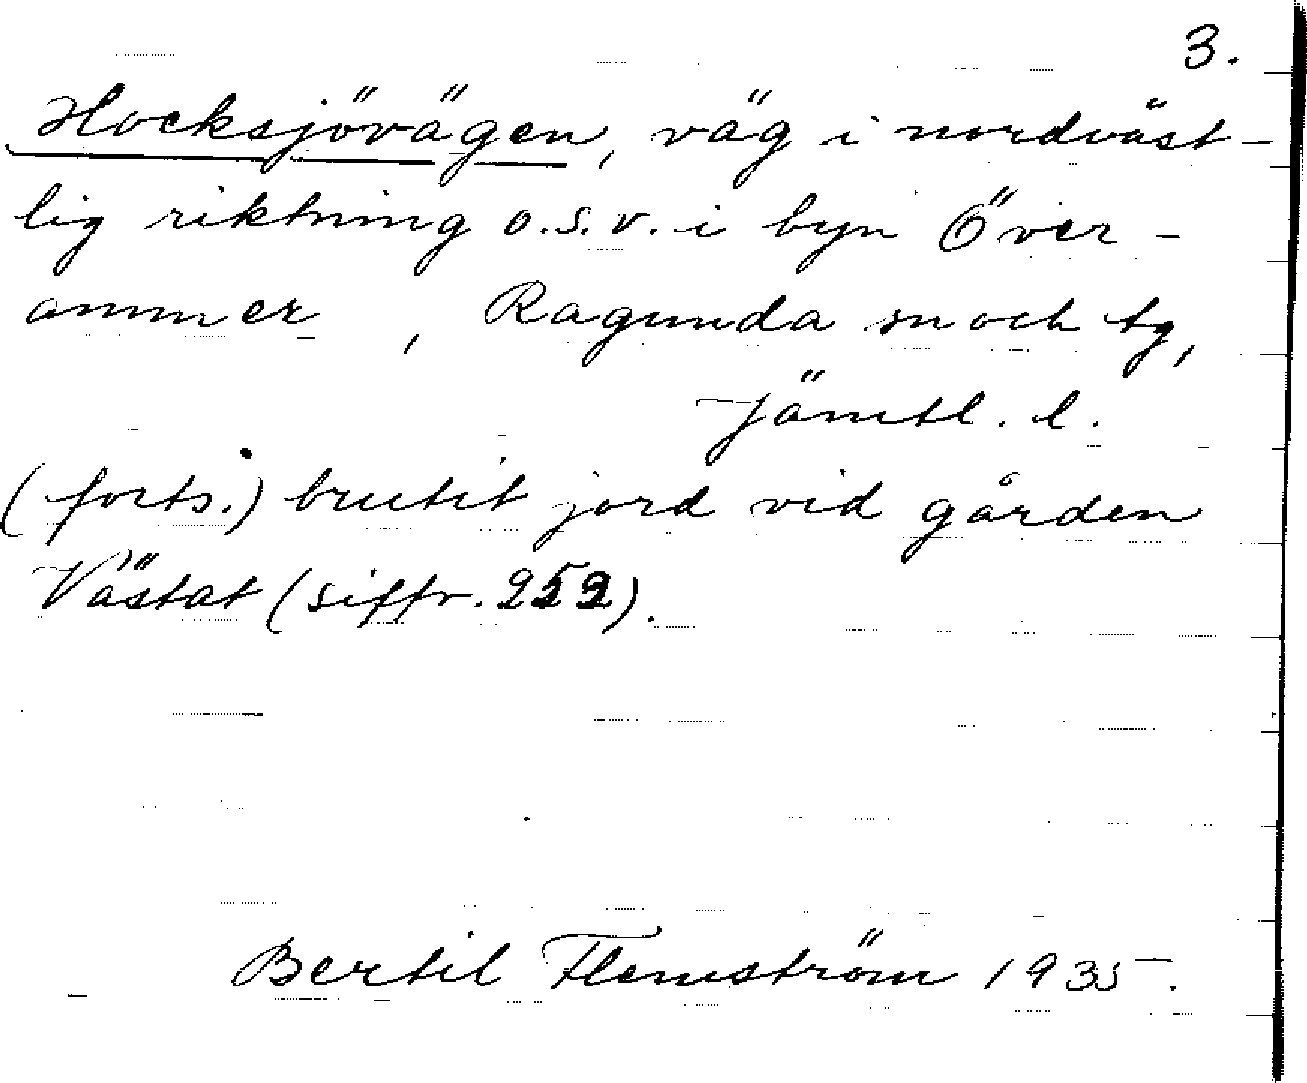 3.
Hocksjövägen, väg i nordväst-
lig riktning o.s.v. i byn Över-
ammer, Ragunda sn och tg,
Jämtl. l.
(forts.) brutit jord vid gården
Västat (siffr. 252).
Bertil Flemström 1935.